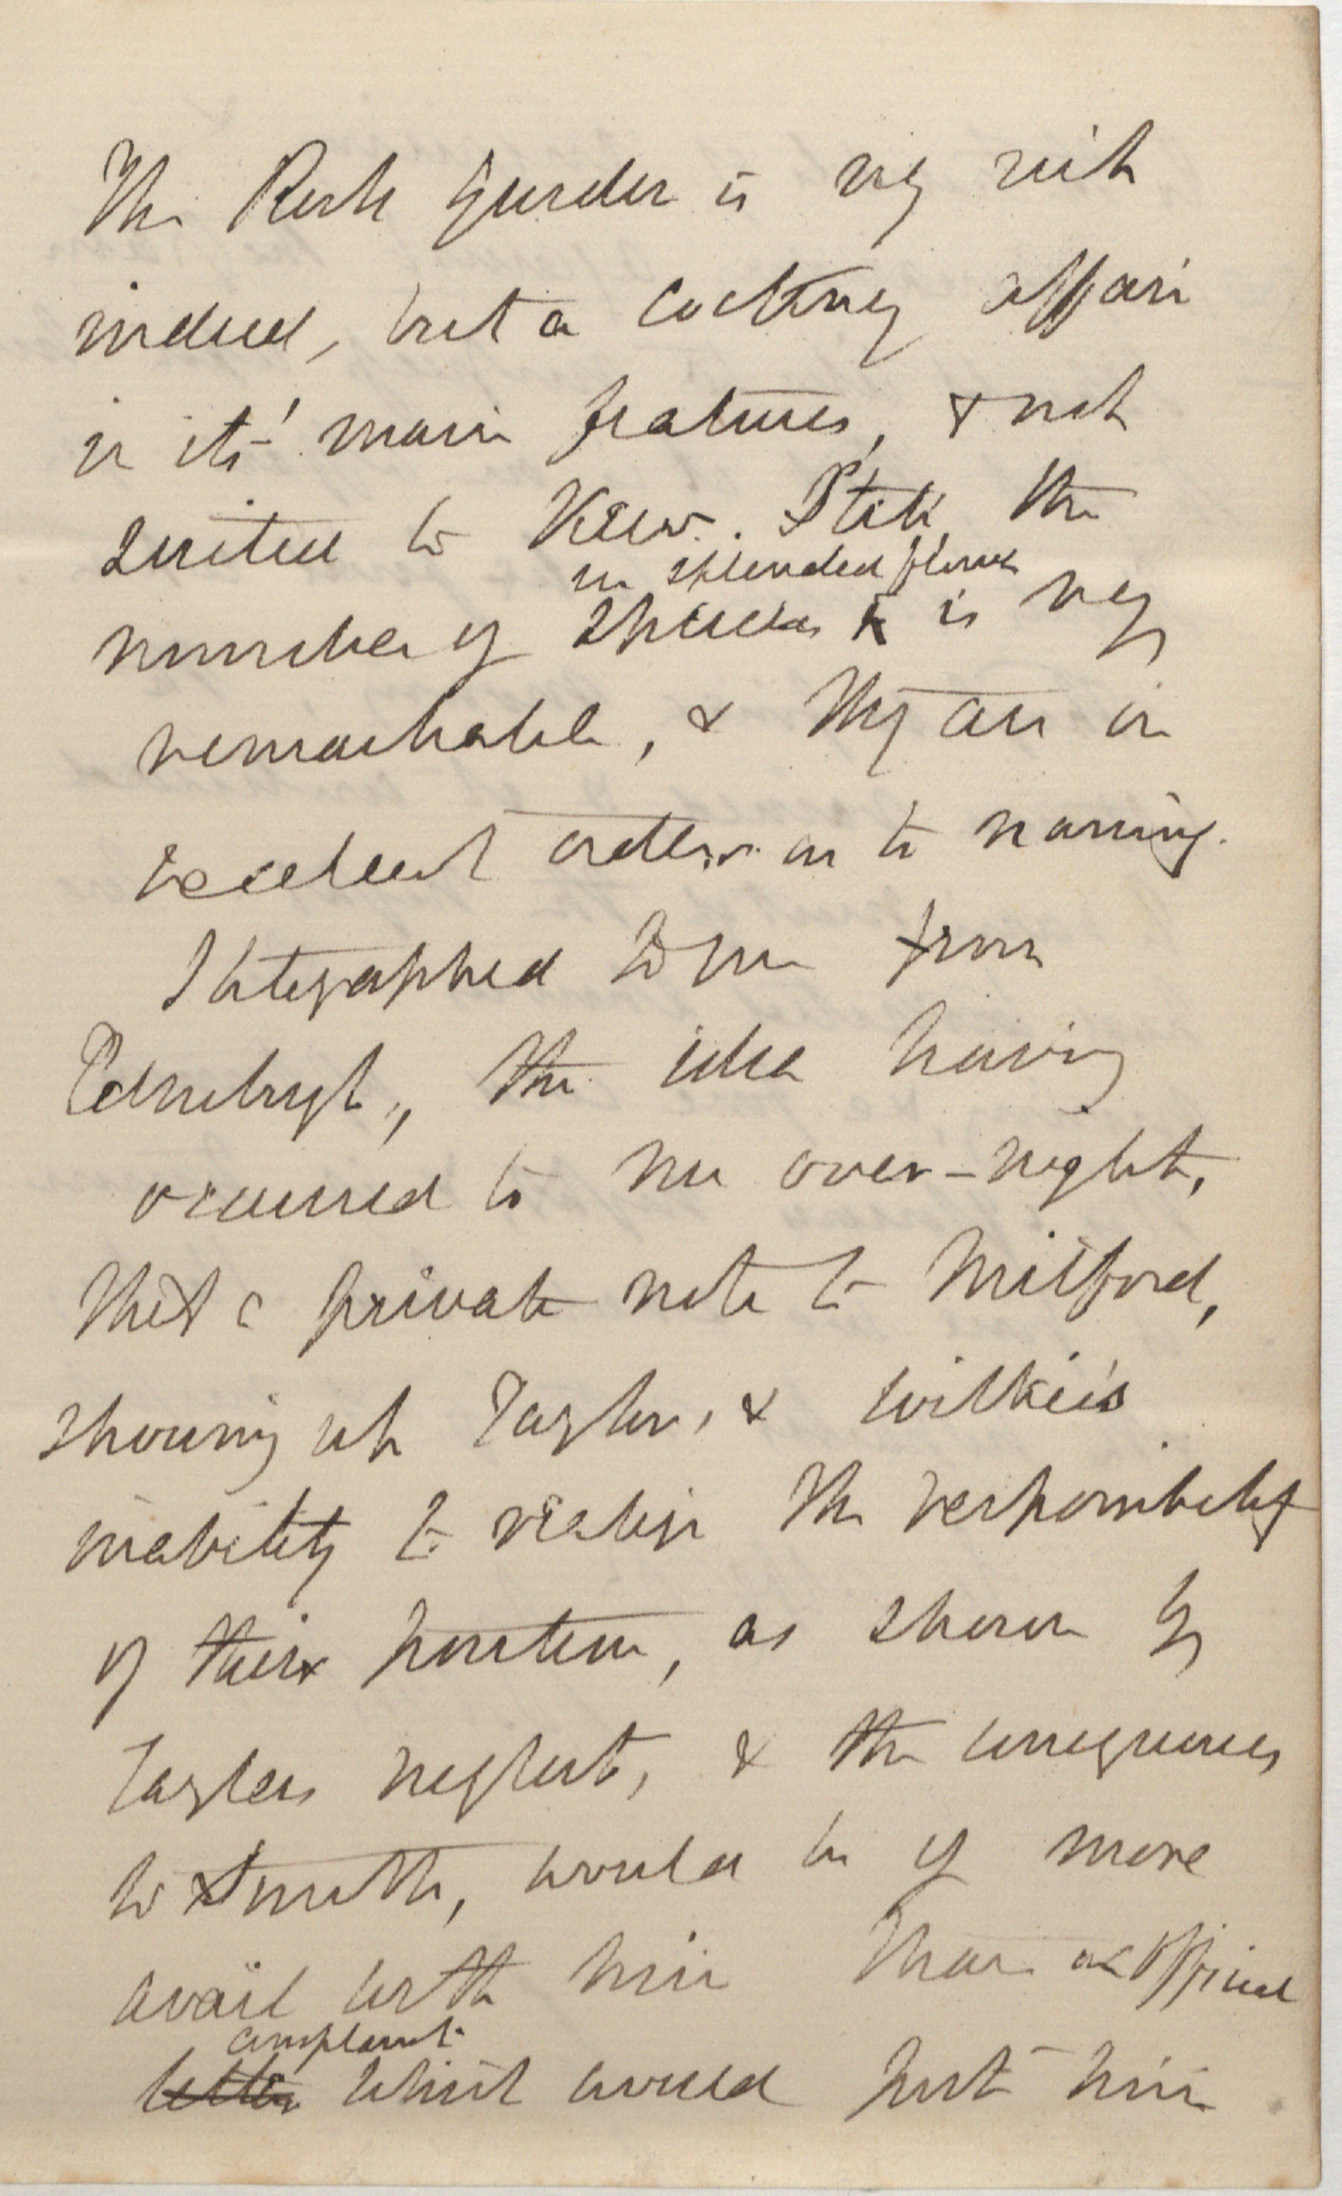 The Rock Garden is very rich
indeed, but a cockney affair
in its' main features, & not
suited to Kew. Still the
in splendid flower
number of species is very
remarkable, & they are in
excellent order as to naming.
I telegraphed to you from
Edinburgh, the idea having
occurred to me over-night,
that a private note to Mitford,
showing up Taylor, & Wilkie's
inability to realize the responsibility
of their position, as shown by
Taylers neglect, & the consequences
to Smith, would be of more
avail with him than an official
complaint
letter which would put him